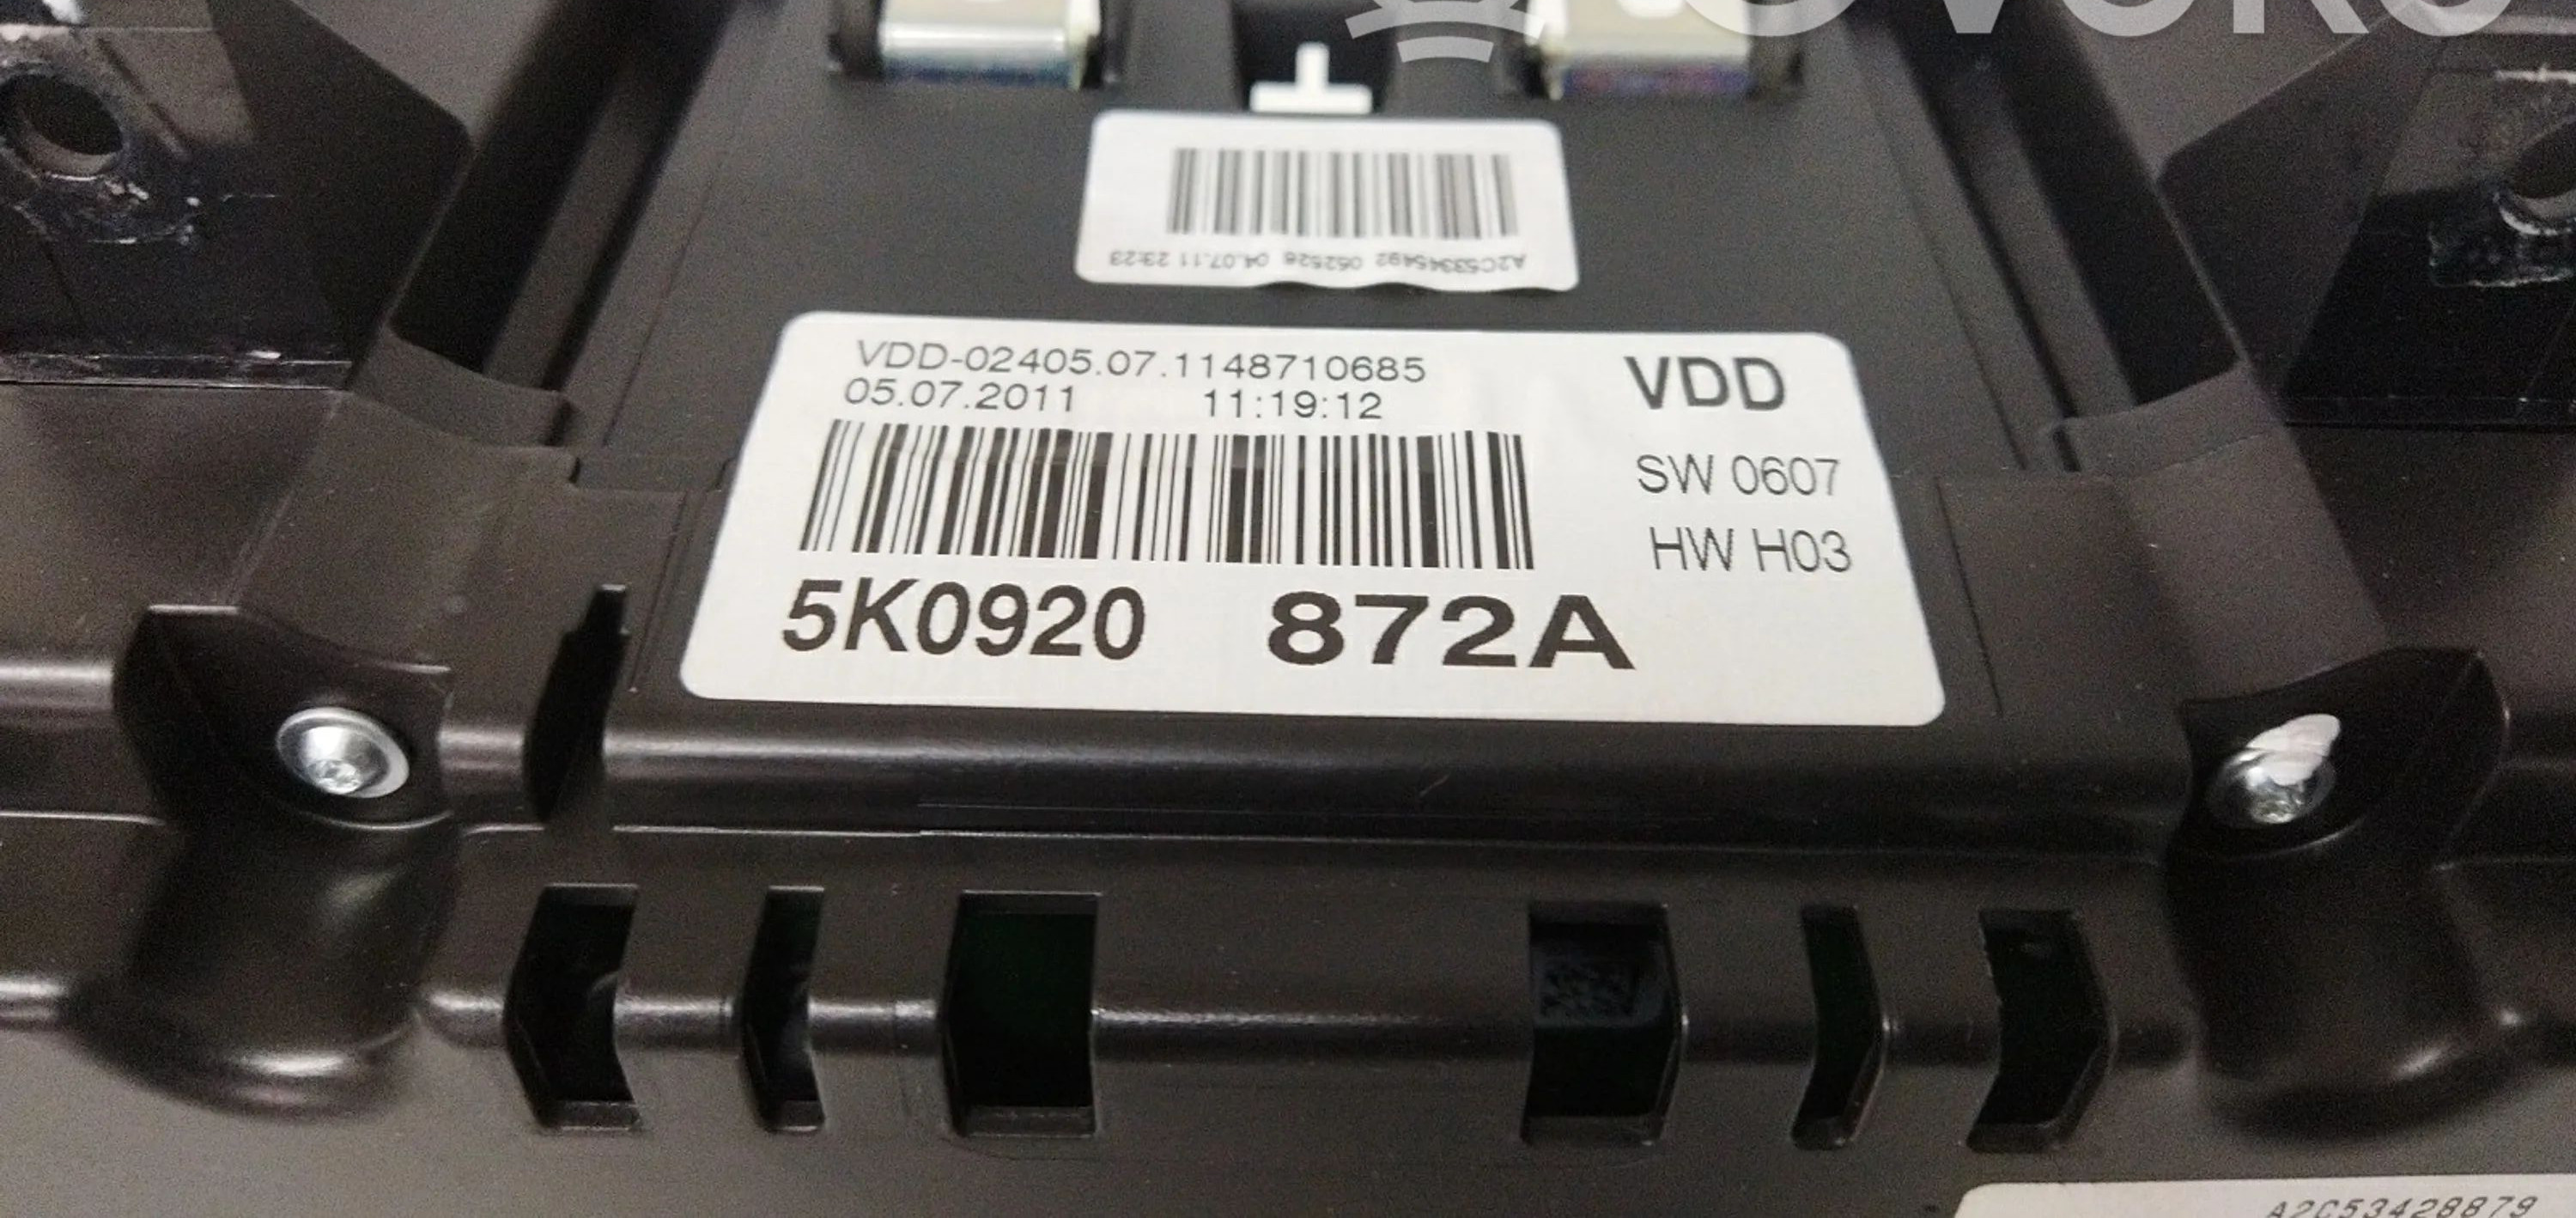 A2C53345492 052526 04.07.11 23:23
VDD-02405.07.1148710685
05.07.2011 11:19:12
VDD
SW 0607
HW H03
5K0920 872A
A2C53428879